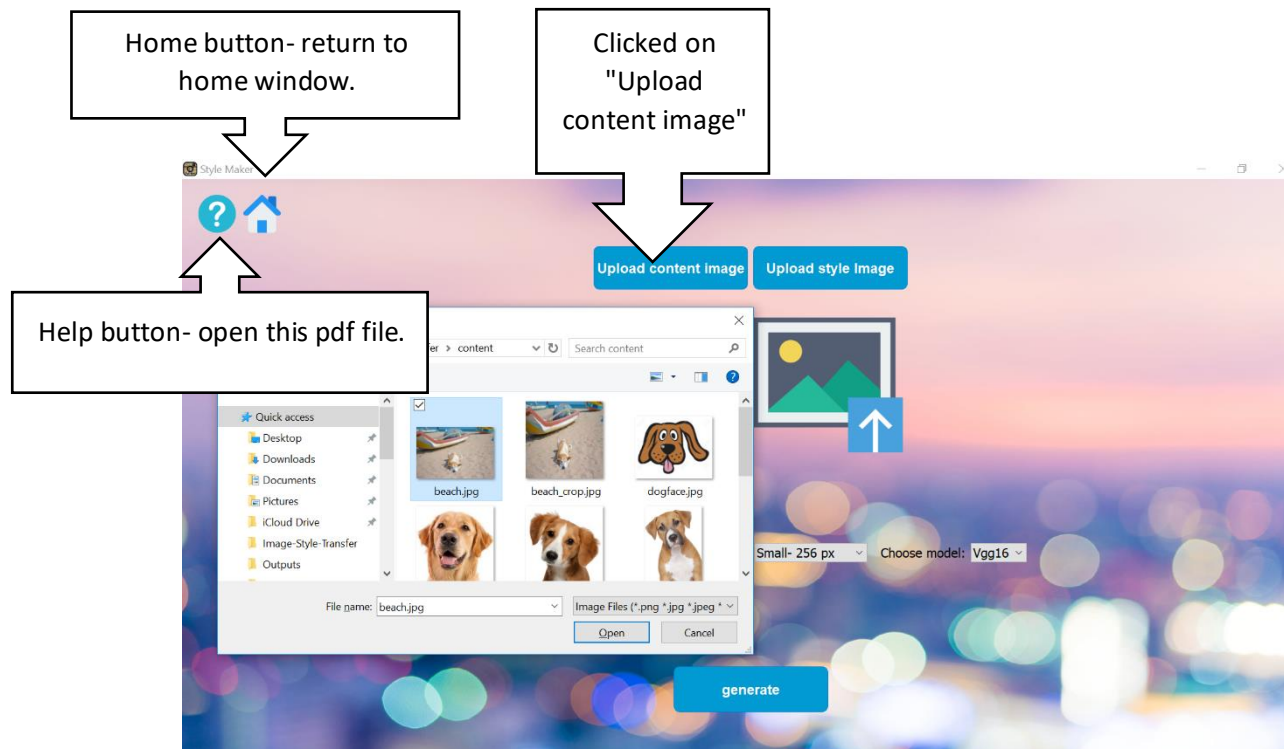 Home button- return to
home window.
Clicked on
"Upload
content image"
Style Maker
Upload content image
Upload style Image
Help button- open this pdf file.
> content
Search content
Quick access
Desktop
Downloads
Documents
Pictures
iCloud Drive
Image-Style-Transfer
Outputs
beach.jpg
beach_crop.jpg
dogface.jpg
Small- 256 px
Choose model: Vgg16
File name: beach.jpg
Image Files (*.png *.jpg *.jpeg *
Open
Cancel
generate